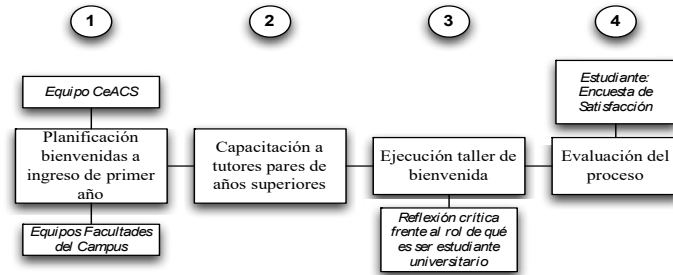 1
2
3
4
Equipo CeACS
Planificación
bienvenidas a
ingreso de primer
año
Equipos Facultades
del Campus
Capacitación a
tutores pares de
años superiores
Ejecución taller de
bienvenida
Reflexión crítica
frente al rol de qué
es ser estudiante
universitario
Estudiante:
Encuesta de
Satisfacción
Evaluación del
proceso